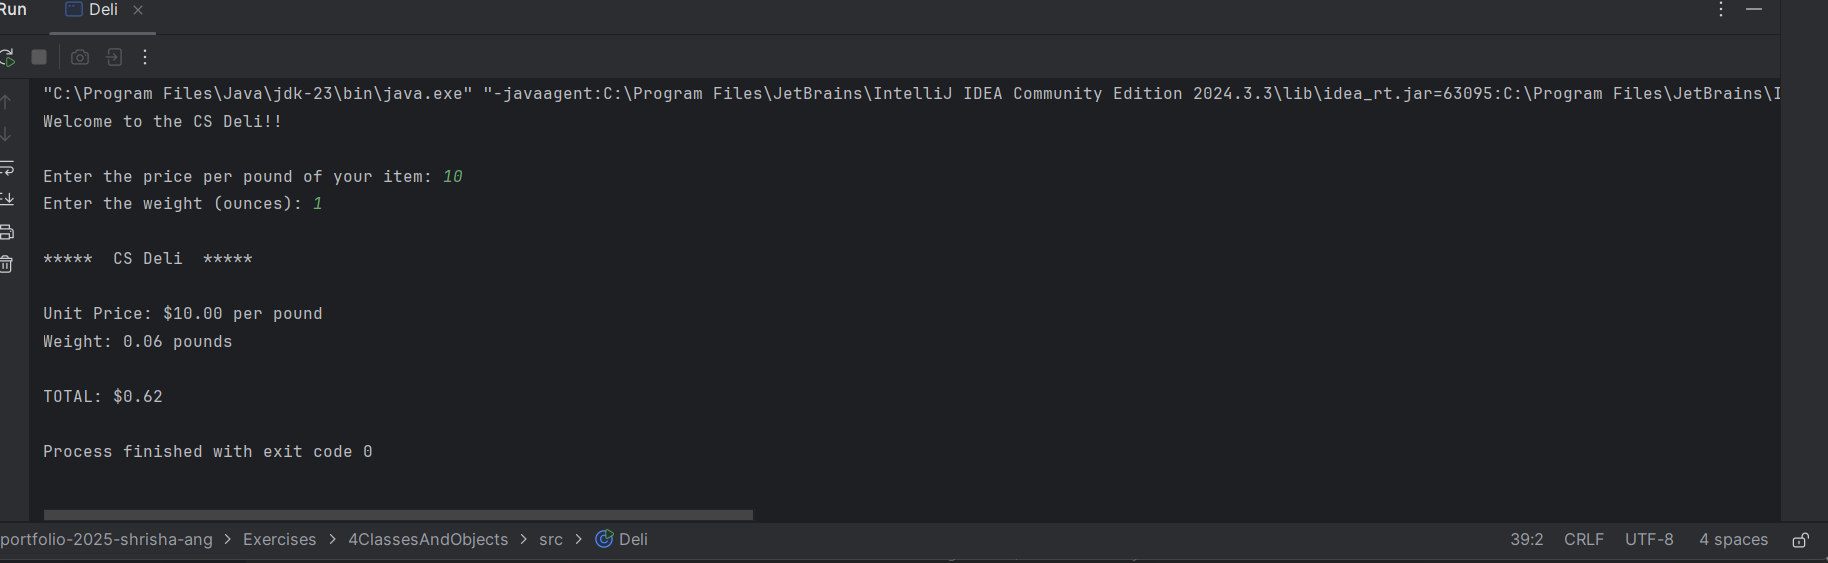 Run Deli
"C:\Program Files\Java\jdk-23\bin\java.exe" "-javaagent:C:\Program Files\JetBrains\IntelliJ IDEA Community Edition 2024.3.3\lib\idea_rt.jar=63095:C:\Program Files\JetBrains\I
Welcome to the CS Deli!!
Enter the price per pound of your item: 10
Enter the weight (ounces): 1
*****  CS Deli  *****
Unit Price: $10.00 per pound
Weight: 0.06 pounds
TOTAL: $0.62
Process finished with exit code 0
portfolio-2025-shrisha-ang > Exercises > 4ClassesAndObjects > src > Deli 39:2 CRLF UTF-8 4 spaces